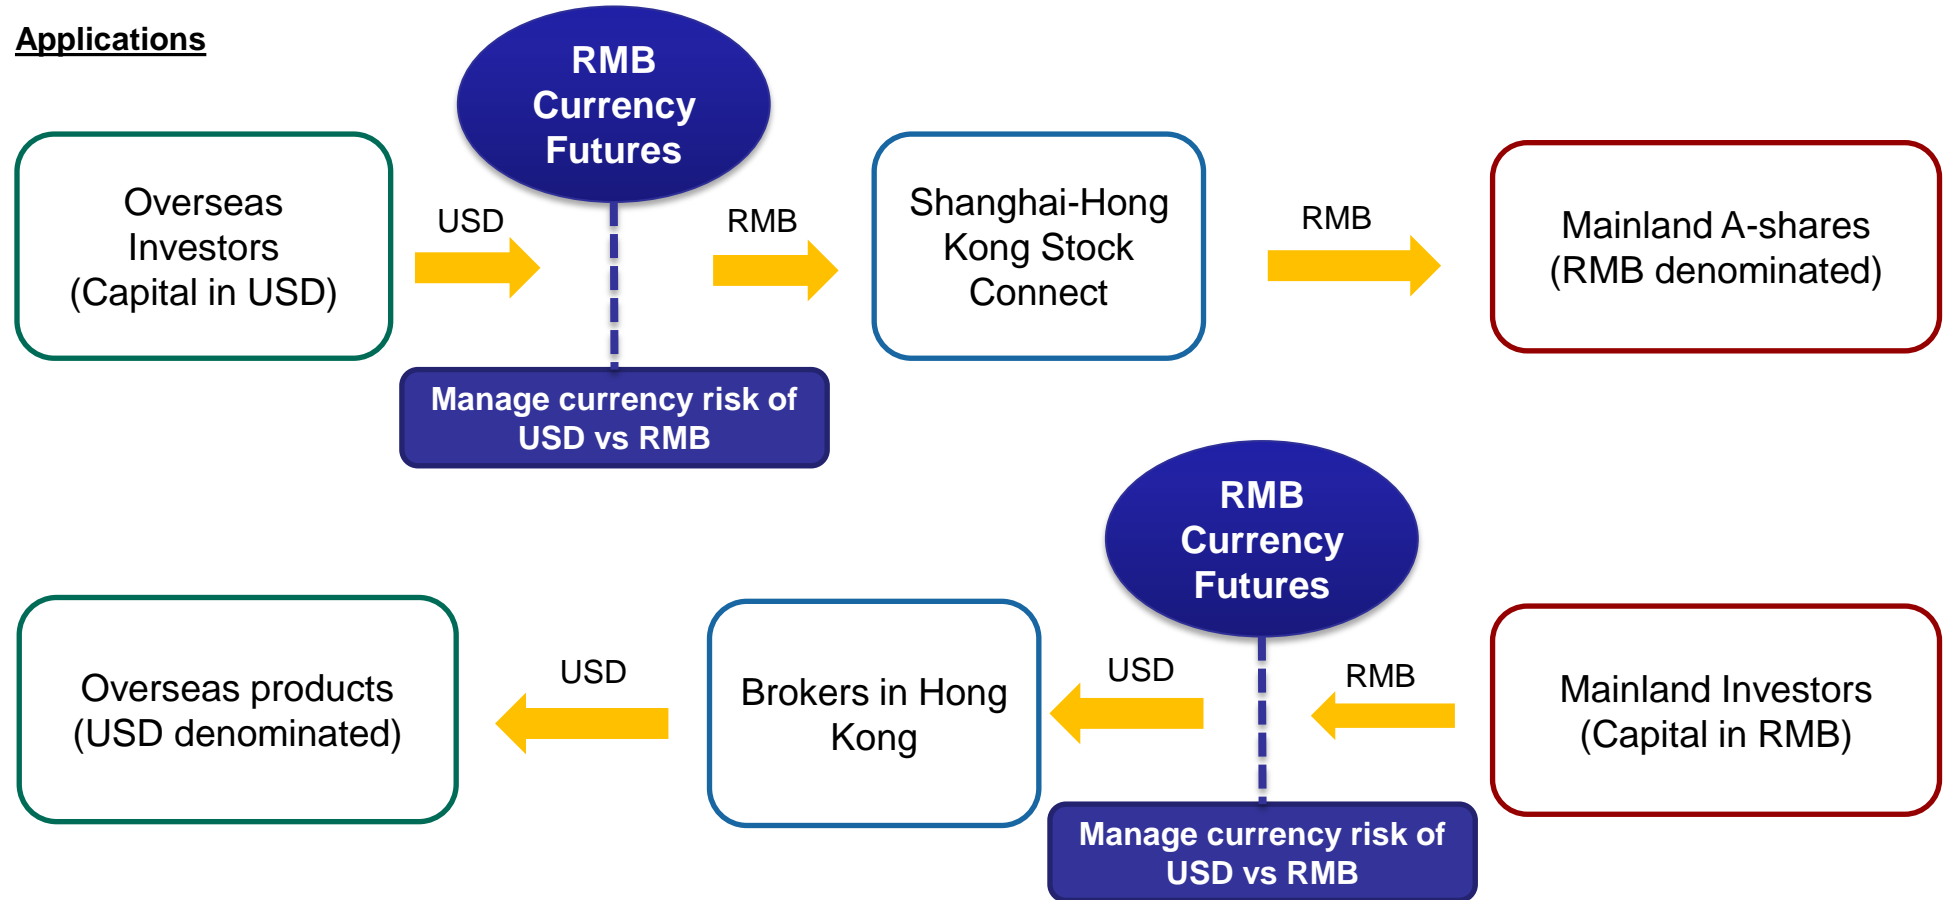 Applications
RMB
Currency
Futures
Overseas
Investors
(Capital in USD)
USD
RMB
Shanghai-Hong
Kong Stock
Connect
RMB
Mainland A-shares
(RMB denominated)
Manage currency risk of
USD vs RMB
RMB
Currency
Futures
Overseas products
(USD denominated)
USD
Brokers in Hong
Kong
USD
RMB
Mainland Investors
(Capital in RMB)
Manage currency risk of
USD vs RMB